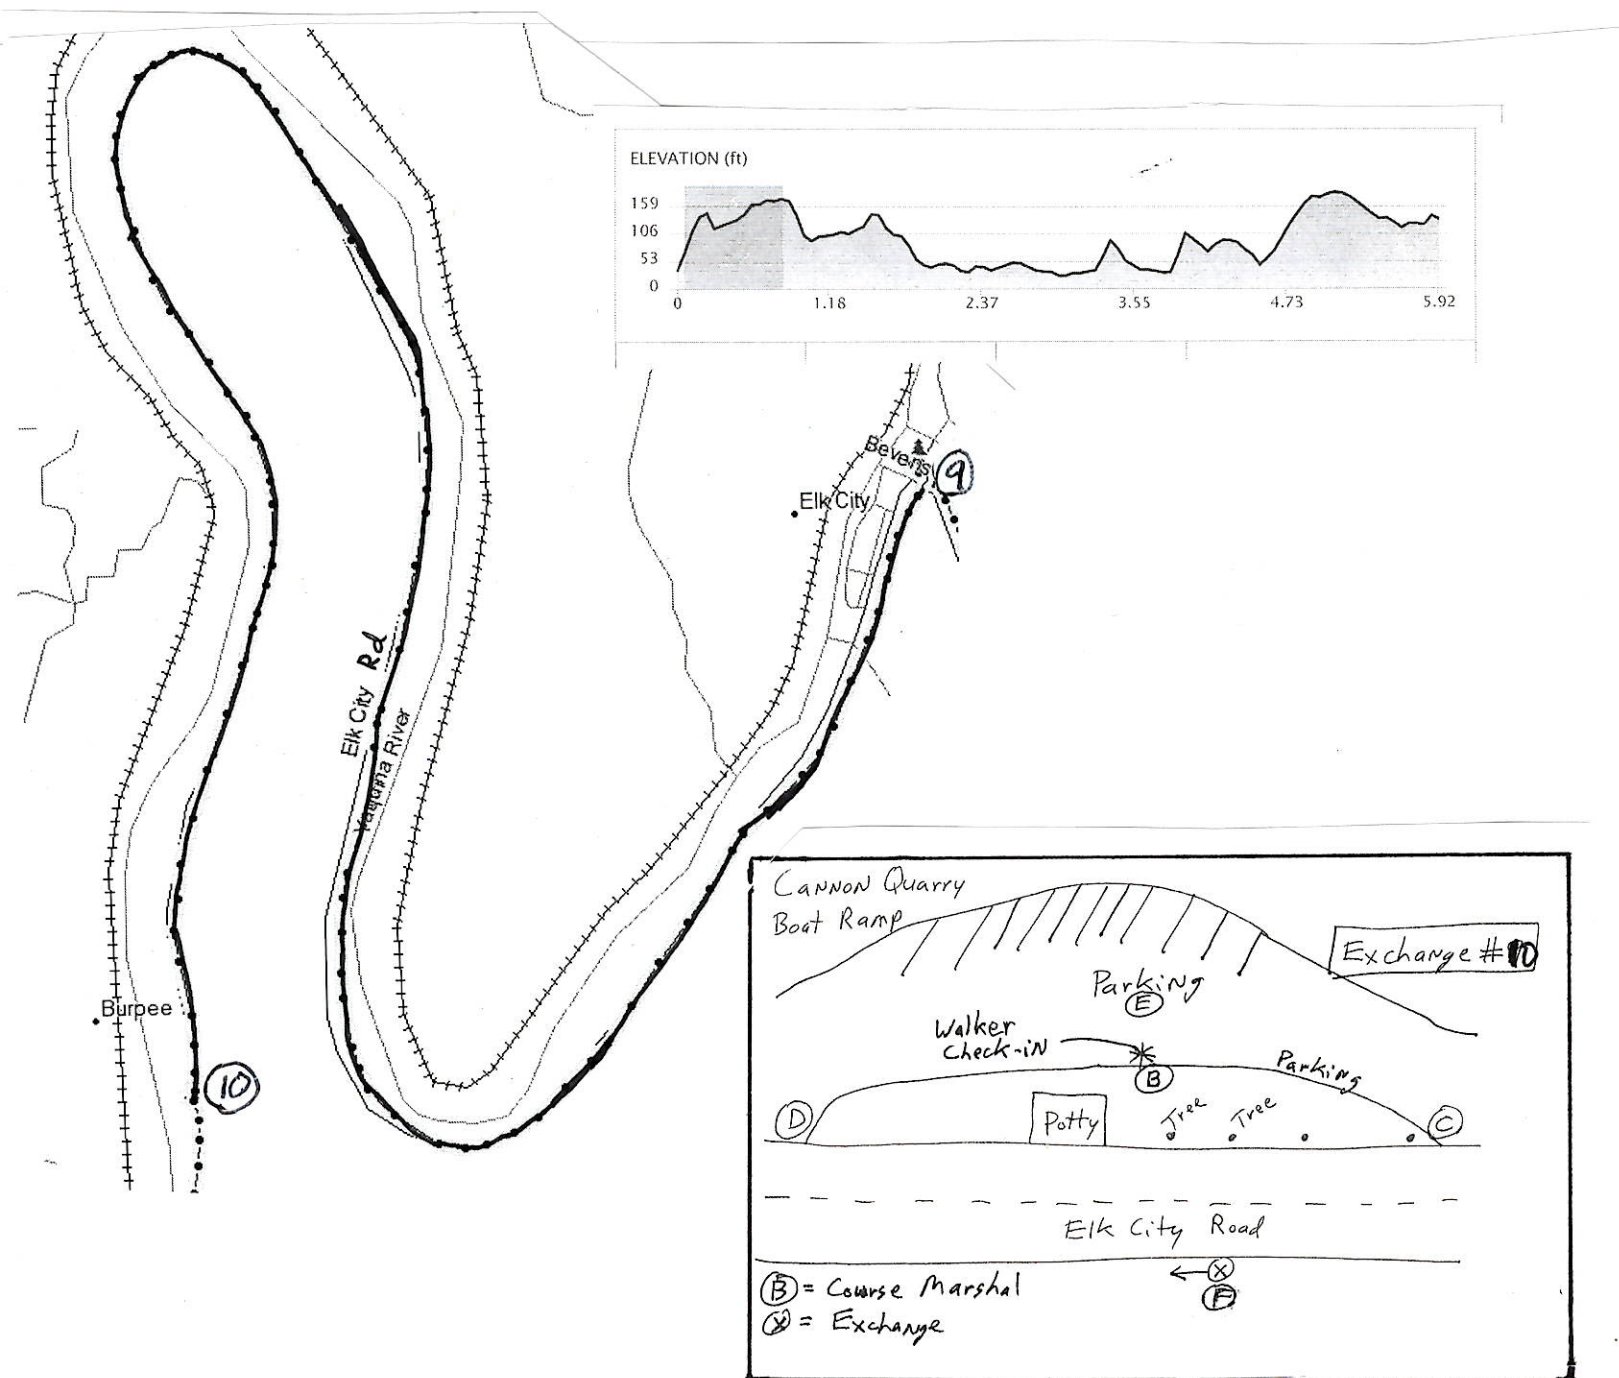 ELEVATION (ft)
159
106
53
0
0 1.18 2.37 3.55 4.73 5.92
9
Elk City
Elk City Rd
Yaquina River
Burpee
10
Cannon Quarry
Boat Ramp
Exchange #10
Parking
E
Walker
Check-in
B
Parking
D
Potty
Tree
Tree
C
Elk City Road
X
F
B = Course Marshal
X = Exchange